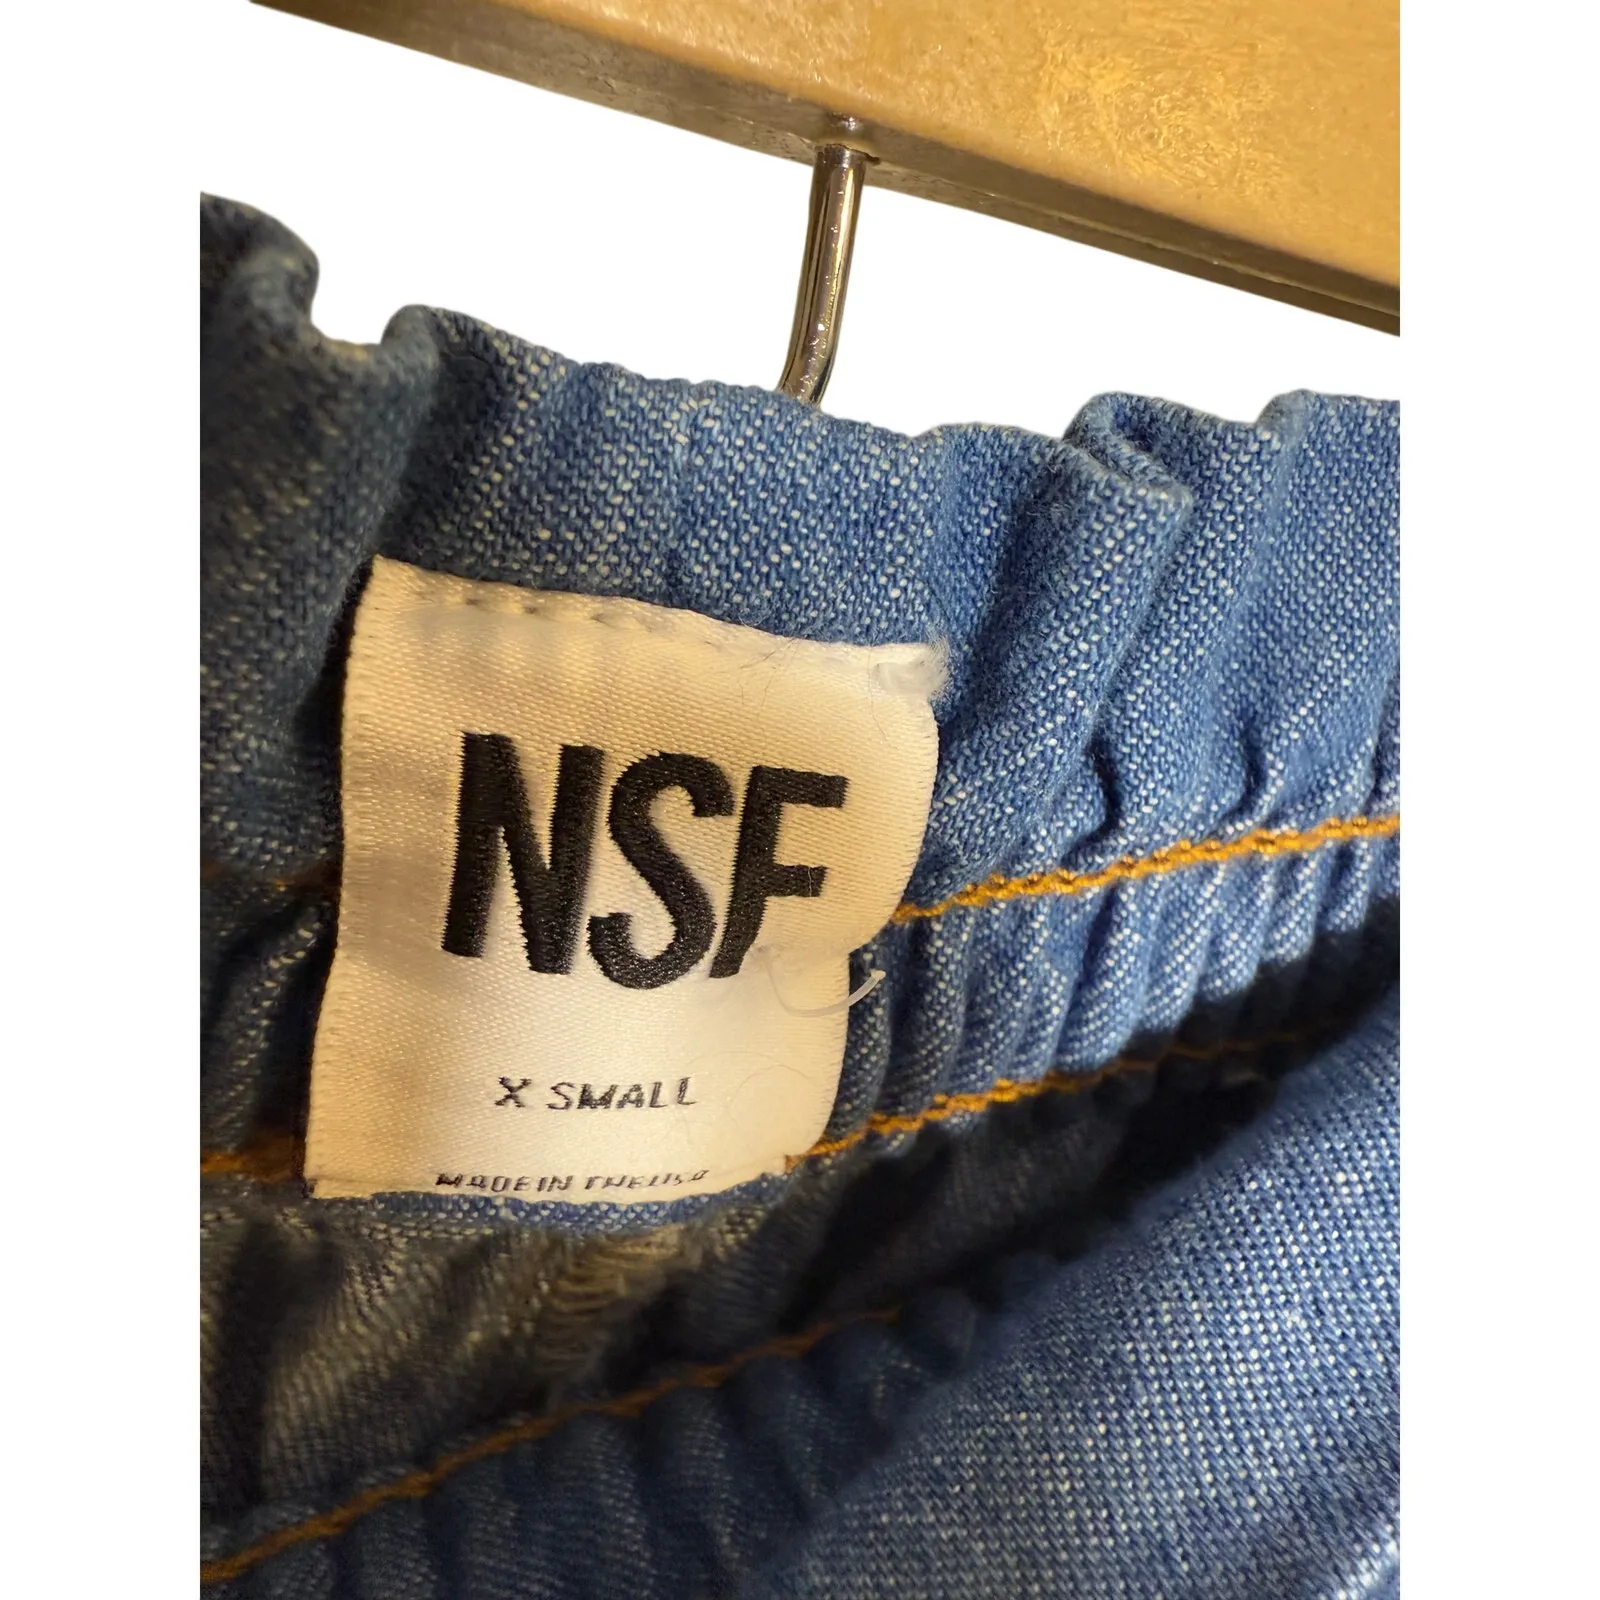 NSF
X SMALL
MADE IN THE USA